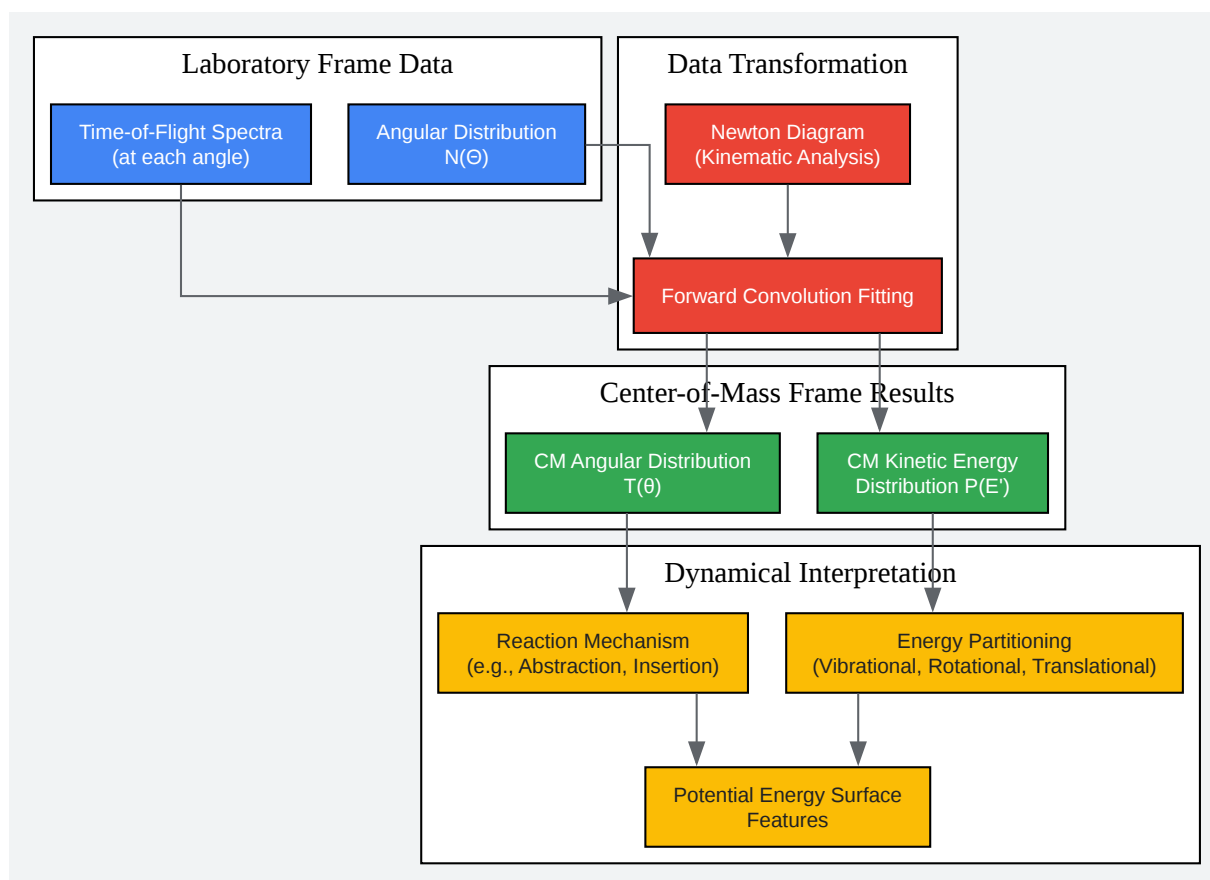 Laboratory Frame Data
Time-of-Flight Spectra
(at each angle)
Angular Distribution
N(Θ)
Data Transformation
Newton Diagram
(Kinematic Analysis)
Forward Convolution Fitting
Center-of-Mass Frame Results
CM Angular Distribution
T(θ)
CM Kinetic Energy
Distribution P(E')
Dynamical Interpretation
Reaction Mechanism
(e.g., Abstraction, Insertion)
Energy Partitioning
(Vibrational, Rotational, Translational)
Potential Energy Surface
Features